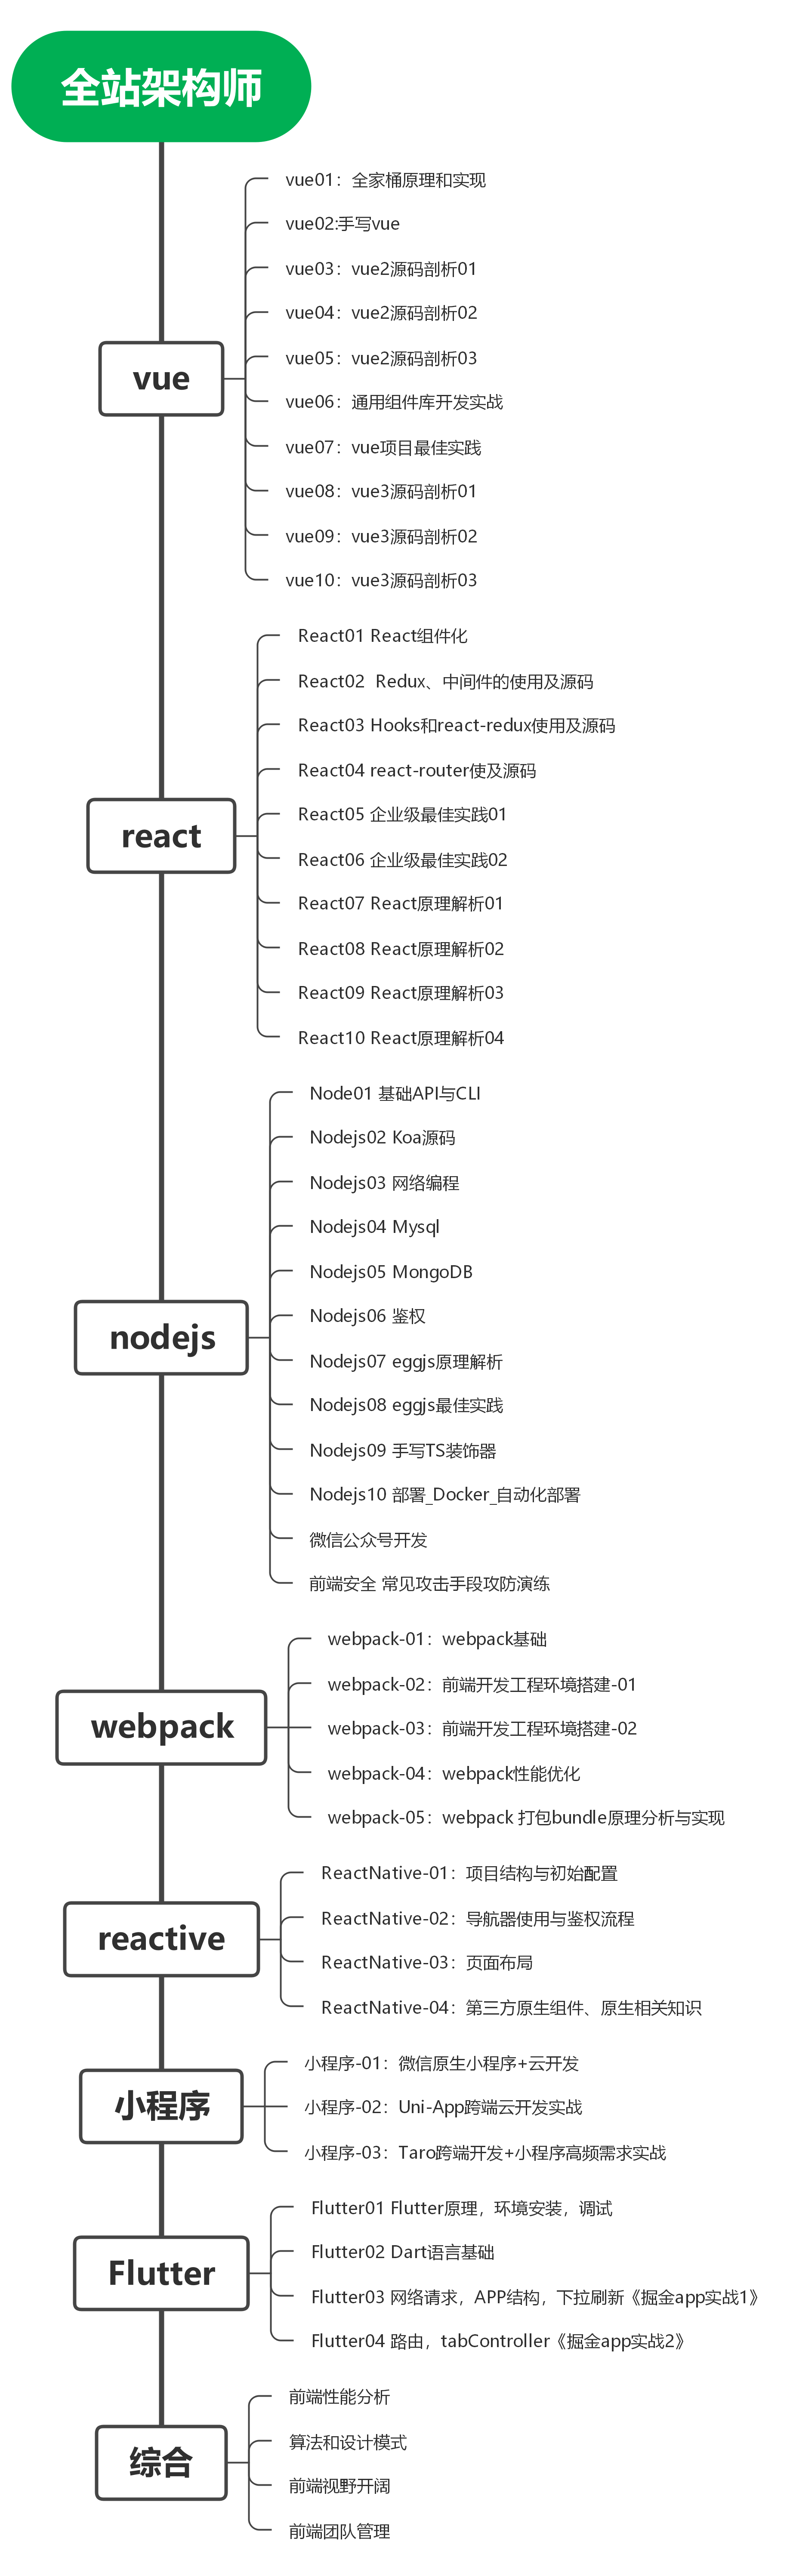 全站架构师
vue
vue01：全家桶原理和实现
vue02:手写vue
vue03：vue2源码剖析01
vue04：vue2源码剖析02
vue05：vue2源码剖析03
vue06：通用组件库开发实战
vue07：vue项目最佳实践
vue08：vue3源码剖析01
vue09：vue3源码剖析02
vue10：vue3源码剖析03
react
React01 React组件化
React02  Redux、中间件的使用及源码
React03 Hooks和react-redux使用及源码
React04 react-router使及源码
React05 企业级最佳实践01
React06 企业级最佳实践02
React07 React原理解析01
React08 React原理解析02
React09 React原理解析03
React10 React原理解析04
nodejs
Node01 基础API与CLI
Nodejs02 Koa源码
Nodejs03 网络编程
Nodejs04 Mysql
Nodejs05 MongoDB
Nodejs06 鉴权
Nodejs07 eggjs原理解析
Nodejs08 eggjs最佳实践
Nodejs09 手写TS装饰器
Nodejs10 部署_Docker_自动化部署
微信公众号开发
前端安全 常见攻击手段攻防演练
webpack
webpack-01：webpack基础
webpack-02：前端开发工程环境搭建-01
webpack-03：前端开发工程环境搭建-02
webpack-04：webpack性能优化
webpack-05：webpack 打包bundle原理分析与实现
reactive
ReactNative-01：项目结构与初始配置
ReactNative-02：导航器使用与鉴权流程
ReactNative-03：页面布局
ReactNative-04：第三方原生组件、原生相关知识
小程序
小程序-01：微信原生小程序+云开发
小程序-02：Uni-App跨端云开发实战
小程序-03：Taro跨端开发+小程序高频需求实战
Flutter
Flutter01 Flutter原理，环境安装，调试
Flutter02 Dart语言基础
Flutter03 网络请求，APP结构，下拉刷新《掘金app实战1》
Flutter04 路由，tabController《掘金app实战2》
综合
前端性能分析
算法和设计模式
前端视野开阔
前端团队管理